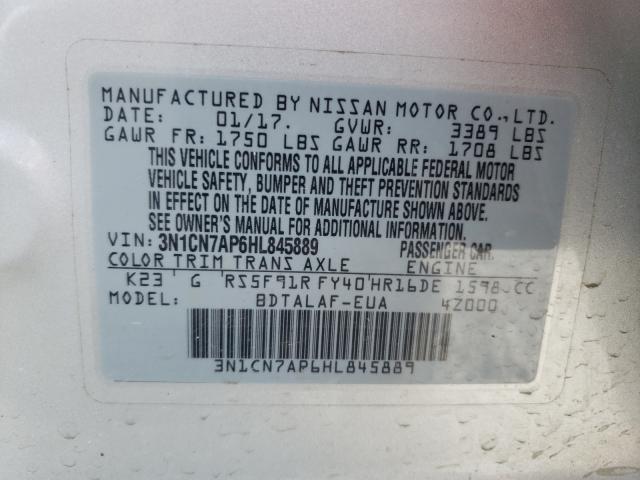 MANUFACTURED BY NISSAN MOTOR CO., LTD.
DATE: 01/17. GVWR: 3389 LBS
GAWR FR: 1750 LBS GAWR RR: 1708 LBS
THIS VEHICLE CONFORMS TO ALL APPLICABLE FEDERAL MOTOR
VEHICLE SAFETY, BUMPER AND THEFT PREVENTION STANDARDS
IN EFFECT ON THE DATE OF MANUFACTURE SHOWN ABOVE.
SEE OWNER'S MANUAL FOR ADDITIONAL INFORMATION.
VIN: 3N1CN7AP6HL845889 PASSENGER CAR.
COLOR TRIM TRANS AXLE ENGINE
K23 G RS5F91R FY40 HR16DE 1598 CC
MODEL: BDTALAF-EUA 4Z000
3N1CN7AP6HL845889